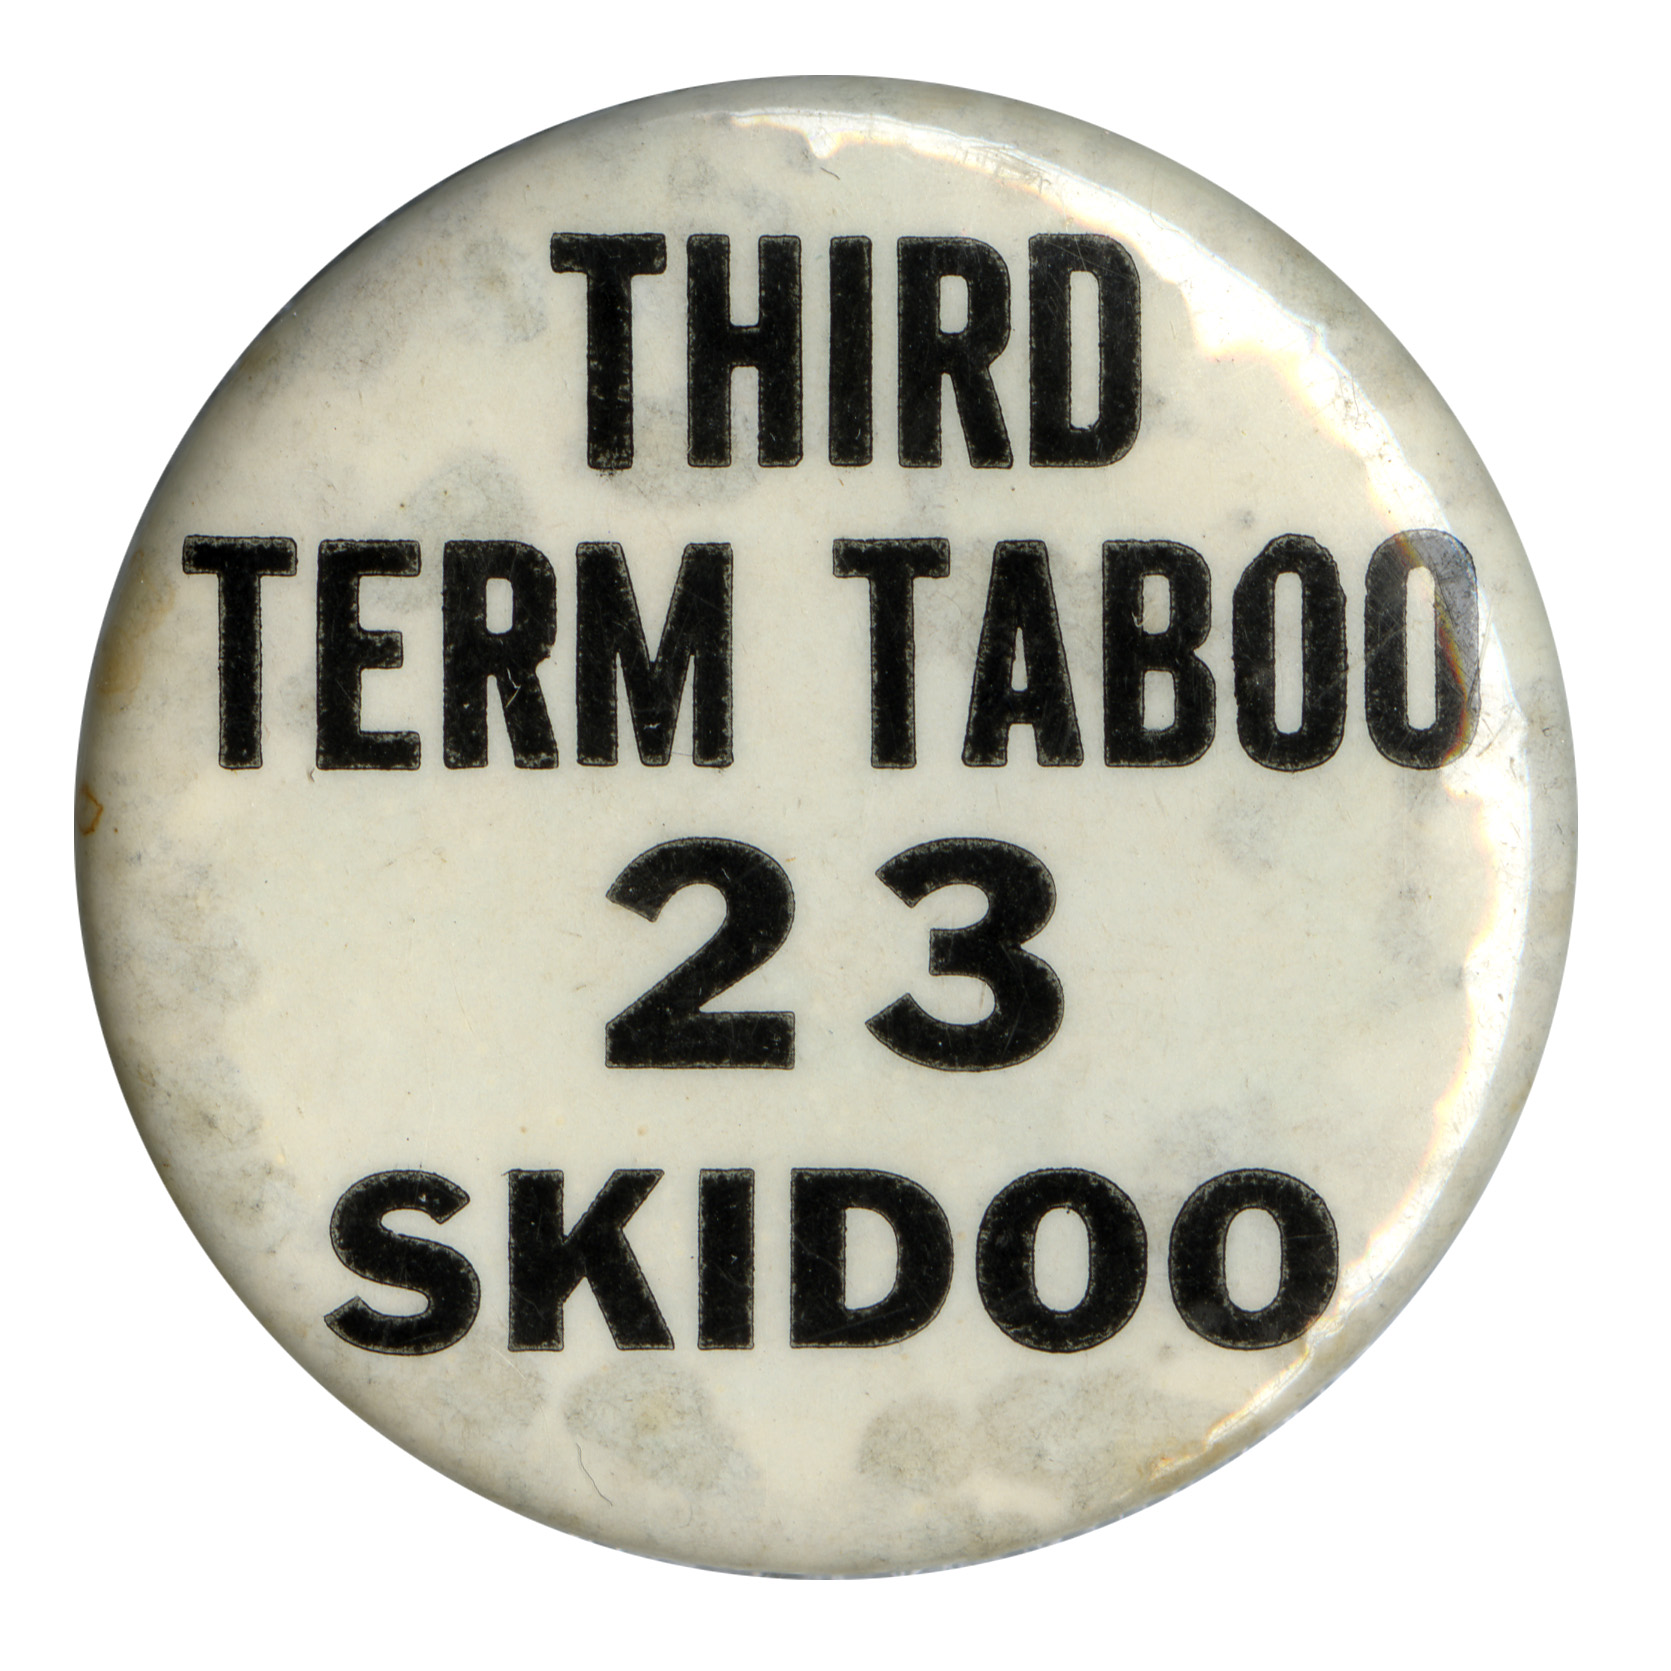 THIRD
TERM TABOO
23
SKIDOO